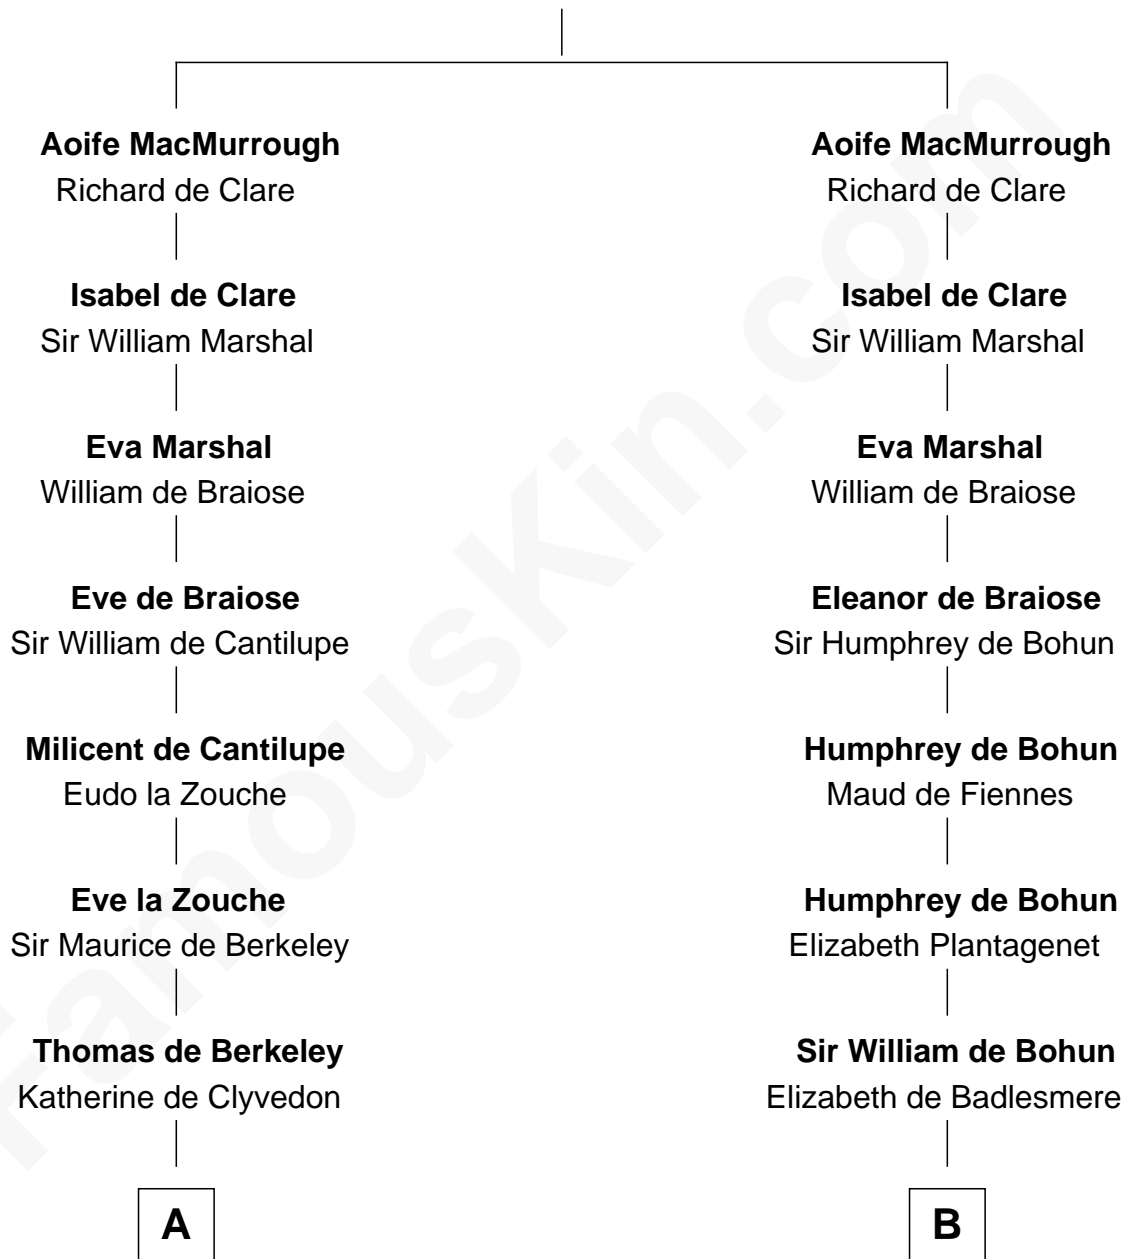 Aoife MacMurrough
Richard de Clare
Isabel de Clare
Sir William Marshal
Eva Marshal
William de Braiose
Eve de Braiose
Sir William de Cantilupe
Milicent de Cantilupe
Eudo la Zouche
Eve la Zouche
Sir Maurice de Berkeley
Thomas de Berkeley
Katherine de Clyvedon
A
Aoife MacMurrough
Richard de Clare
Isabel de Clare
Sir William Marshal
Eva Marshal
William de Braiose
Eleanor de Braiose
Sir Humphrey de Bohun
Humphrey de Bohun
Maud de Fiennes
Humphrey de Bohun
Elizabeth Plantagenet
Sir William de Bohun
Elizabeth de Badlesmere
B
FamousKin.com